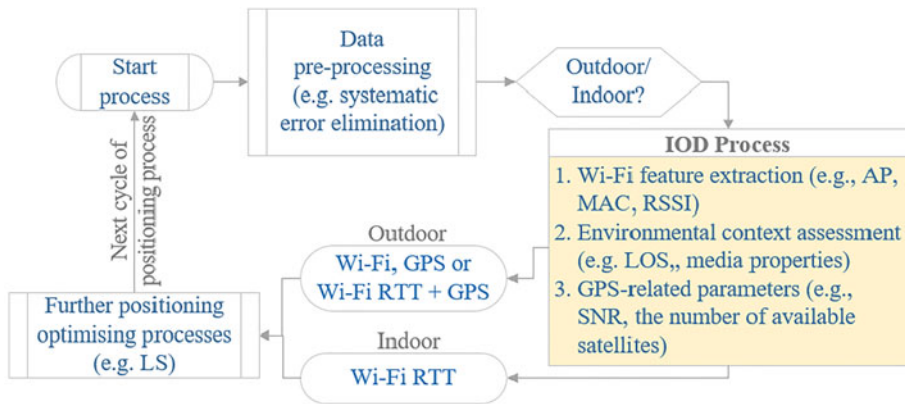 Start
process
Data
pre-processing
(e.g. systematic
error elimination)
Outdoor/
Indoor?
IOD Process
1. Wi-Fi feature extraction (e.g., AP,
MAC, RSSI)
2. Environmental context assessment
(e.g. LOS,, media properties)
3. GPS-related parameters (e.g.,
SNR, the number of available
satellites)
Outdoor
Wi-Fi, GPS or
Wi-Fi RTT + GPS
Indoor
Wi-Fi RTT
Further positioning
optimising processes
(e.g. LS)
Next cycle of
positioning process